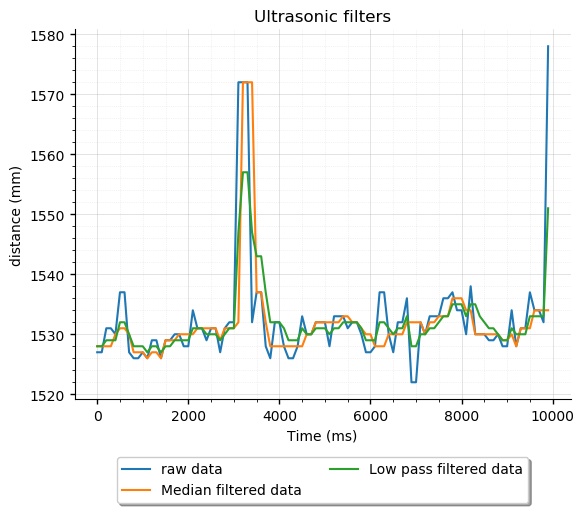 Ultrasonic filters
1580
1570
1560
1550
1540
1530
1520
distance (mm)
0 2000 4000 6000 8000 10000
Time (ms)
raw data
Median filtered data
Low pass filtered data